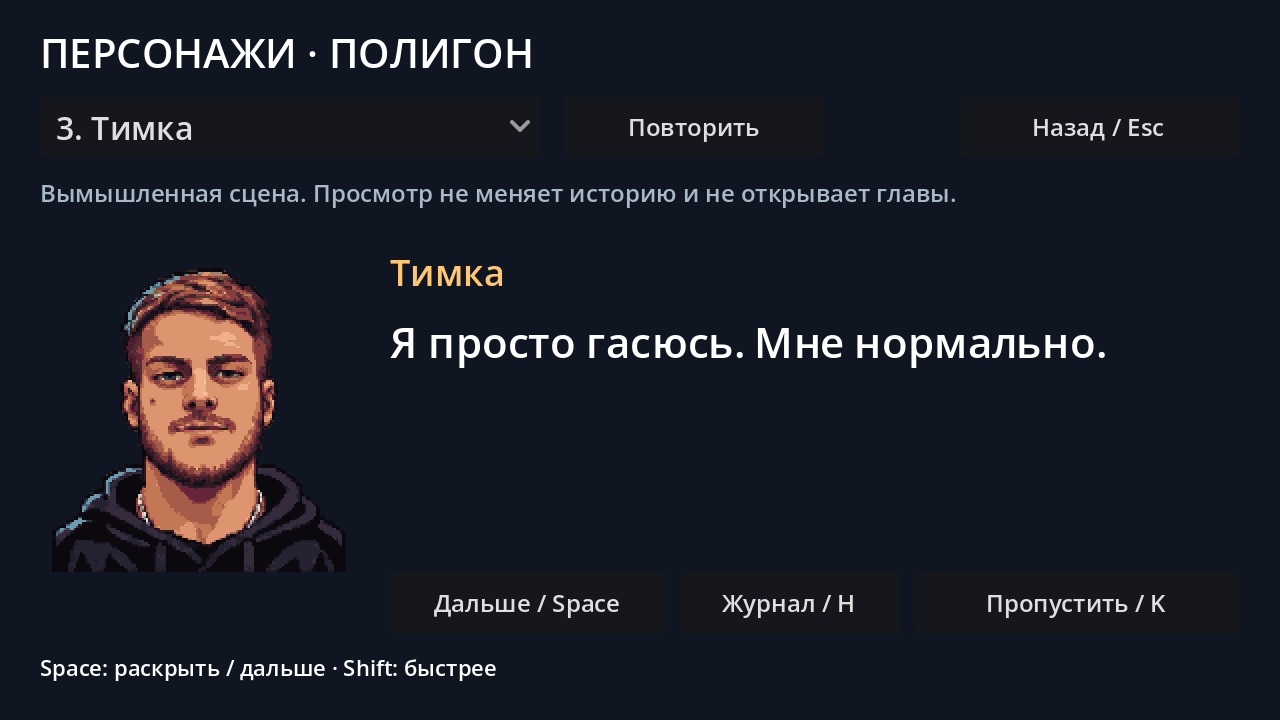 ПЕРСОНАЖИ · ПОЛИГОН
3. Тимка
Повторить
Назад / Esc
Вымышленная сцена. Просмотр не меняет историю и не открывает главы.
Тимка
Я просто гасюсь. Мне нормально.
Дальше / Space
Журнал / H
Пропустить / K
Space: раскрыть / дальше · Shift: быстрее